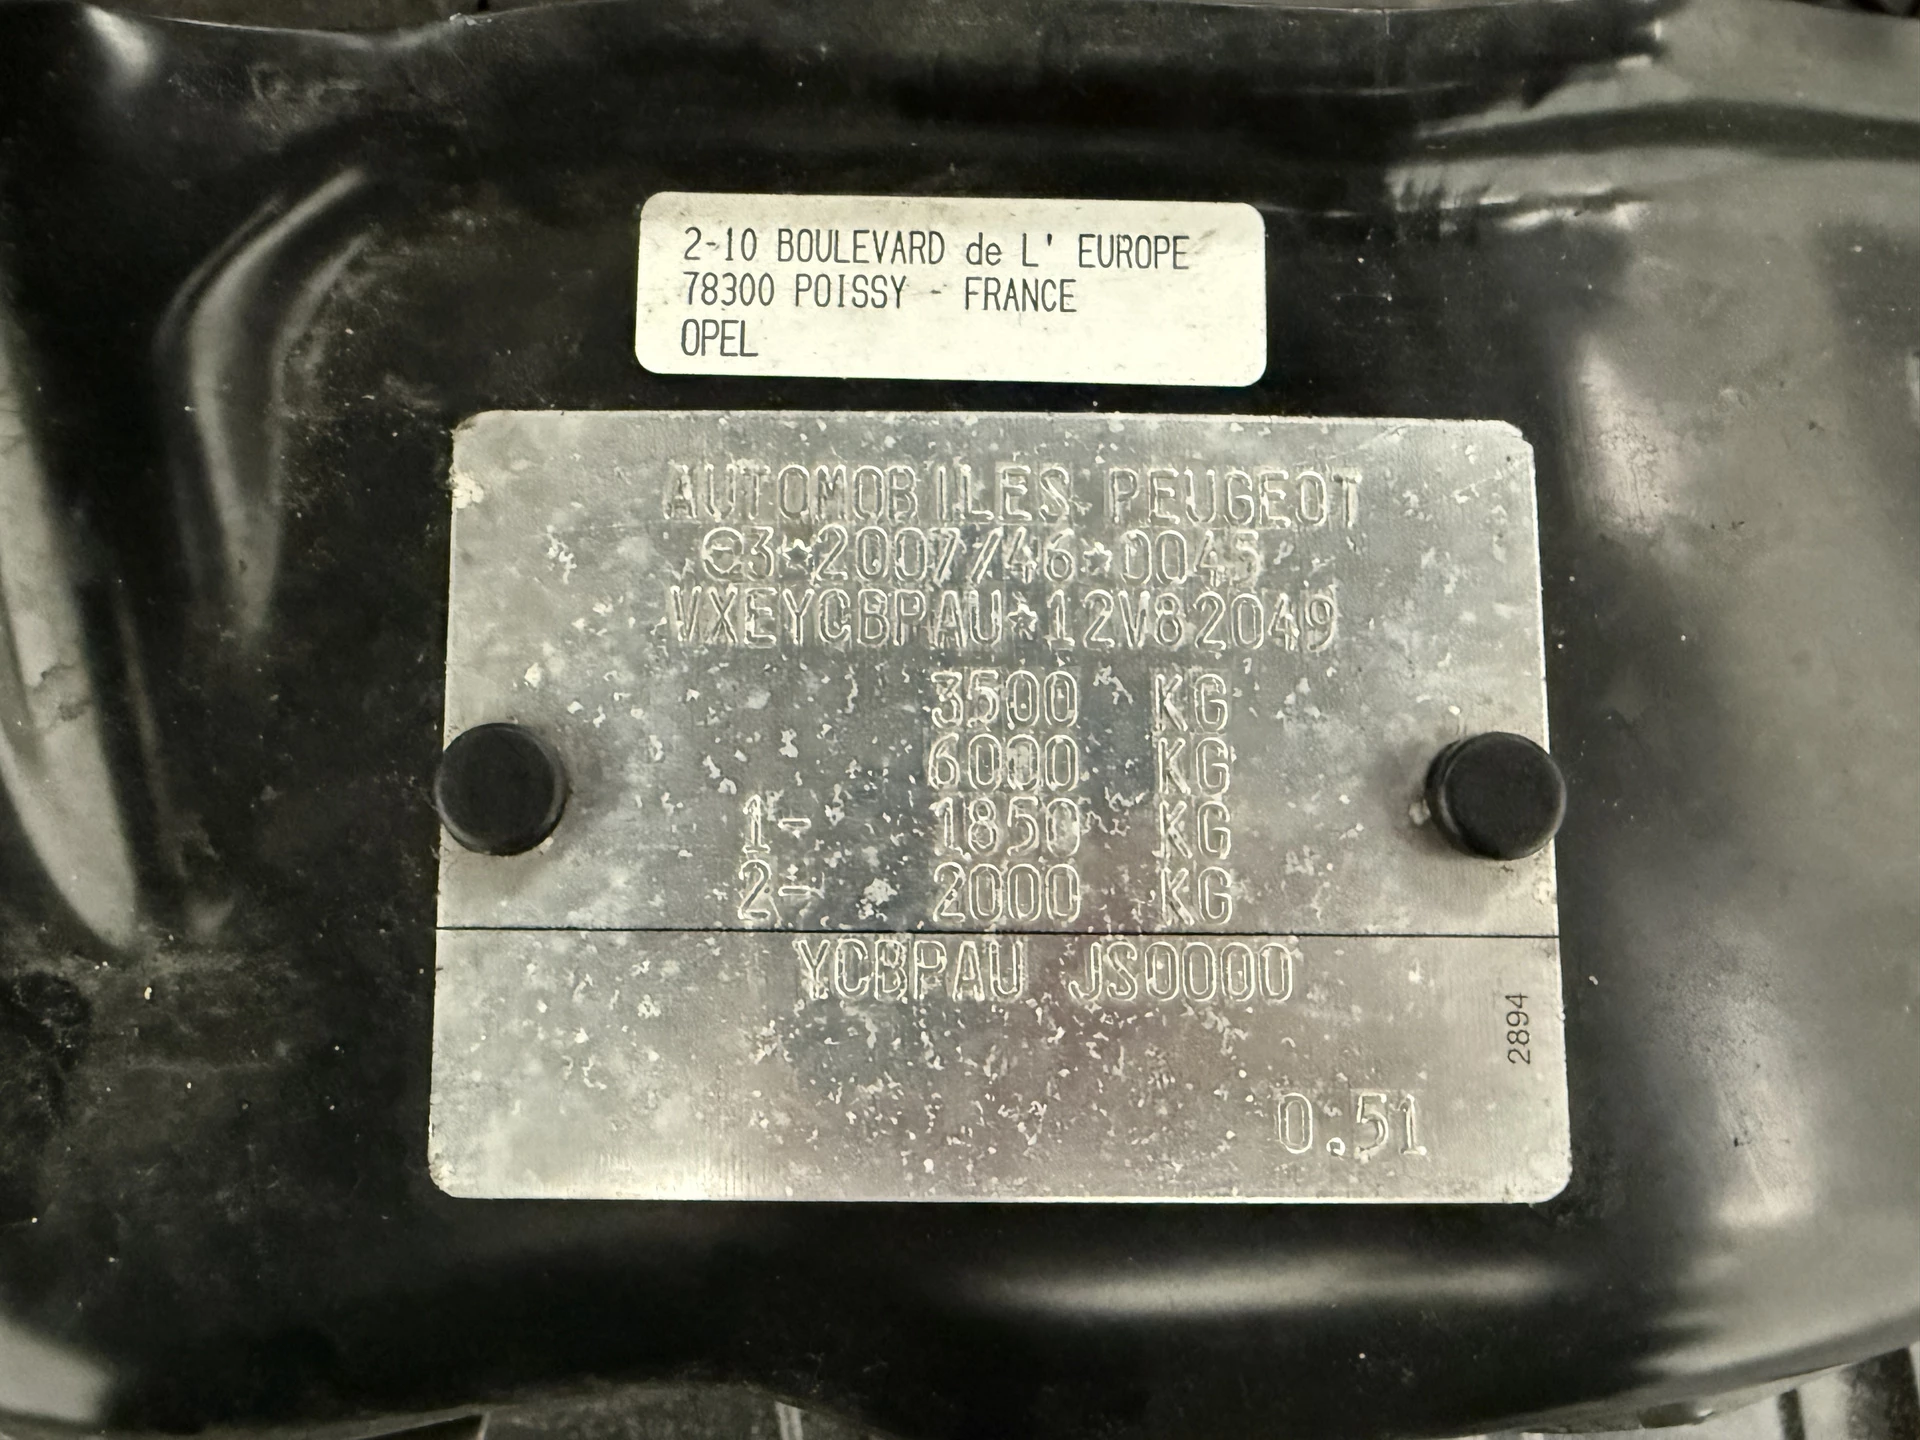 2-10 BOULEVARD de L' EUROPE
78300 POISSY - FRANCE
OPEL
AUTOMOBILES PEUGEOT
e3*2007/46*0045
VXEYCBPAU*12V82049
3500 KG
6000 KG
1- 1850 KG
2- 2000 KG
YCBPAU JS0000
2894
0.51